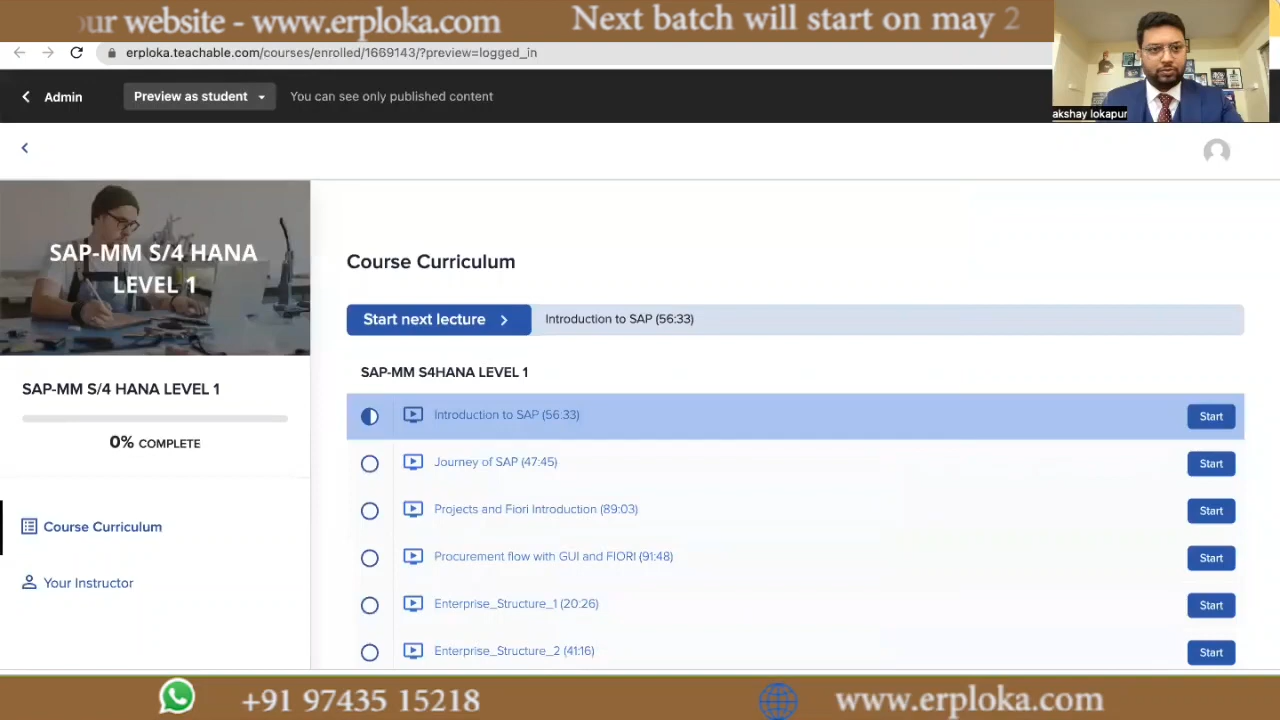 ur website - www.erploka.com
Next batch will start on may 2
erploka.teachable.com/courses/enrolled/1669143/?preview=logged_in
akshay lokapur
Admin
Preview as student
You can see only published content
SAP-MM S/4 HANA
LEVEL 1
Course Curriculum
Start next lecture
Introduction to SAP (56:33)
SAP-MM S4HANA LEVEL 1
SAP-MM S/4 HANA LEVEL 1
0% COMPLETE
Introduction to SAP (56:33)
Start
Journey of SAP (47:45)
Start
Projects and Fiori Introduction (89:03)
Start
Course Curriculum
Procurement flow with GUI and FIORI (91:48)
Start
Your Instructor
Enterprise_Structure_1 (20:26)
Start
Enterprise_Structure_2 (41:16)
Start
+91 97435 15218
www.erploka.com